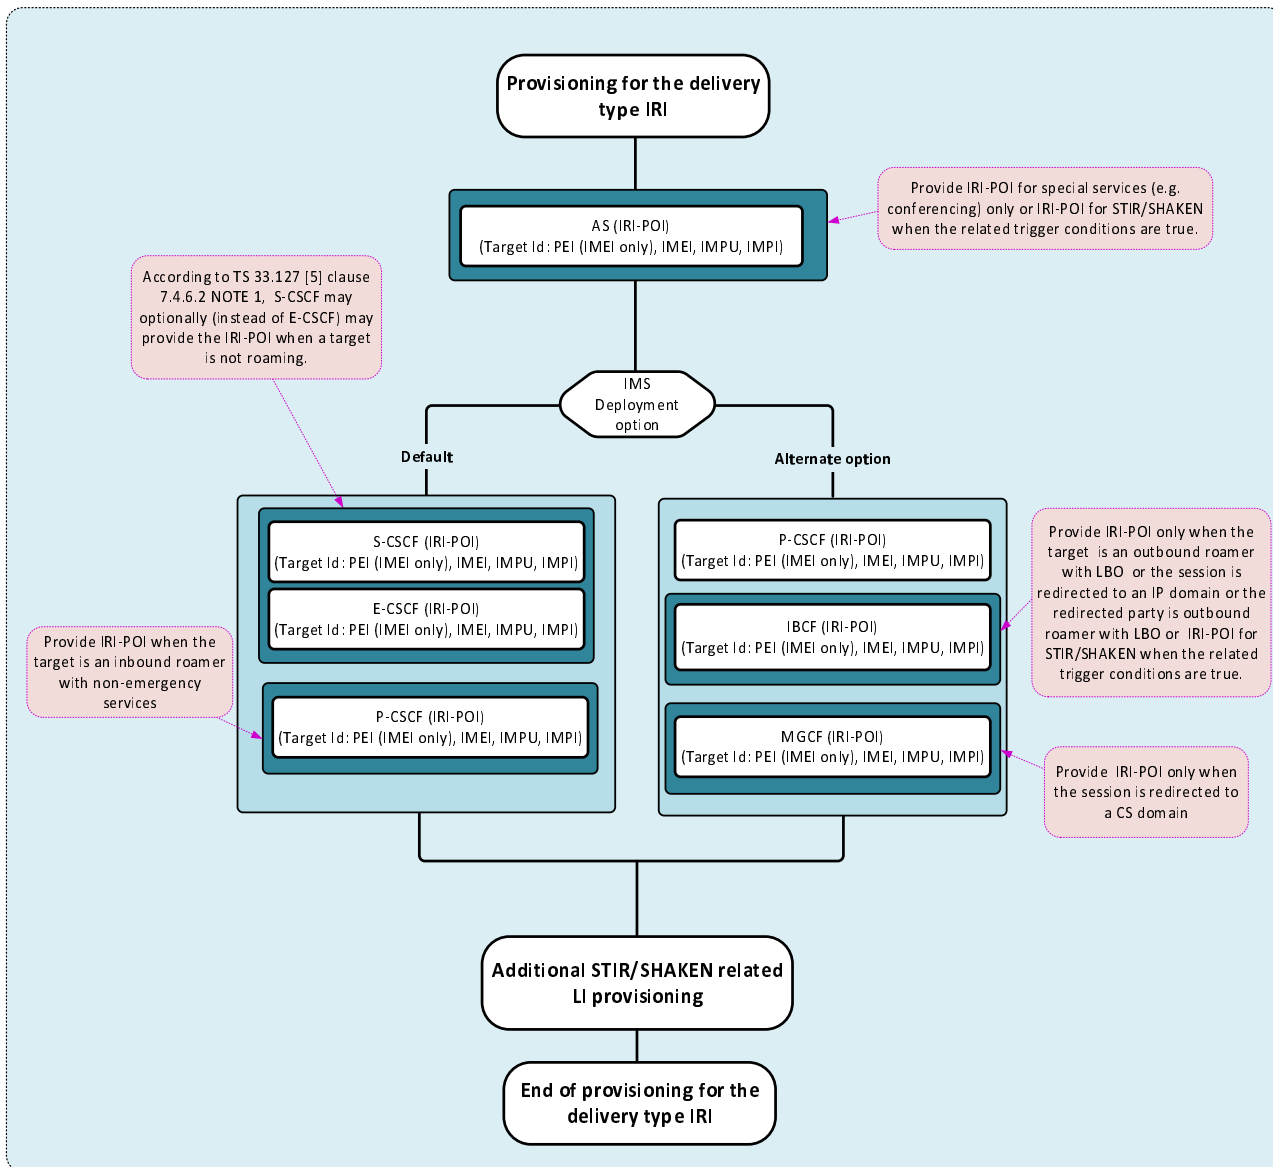 Provisioning for the delivery
type IRI
AS (IRI-POI)
(Target Id: PEI (IMEI only), IMEI, IMPU, IMPI)
Provide IRI-POI for special services (e.g.
conferencing) only or IRI-POI for STIR/SHAKEN
when the related trigger conditions are true.
According to TS 33.127 [5] clause
7.4.6.2 NOTE 1, S-CSCF may
optionally (instead of E-CSCF) may
provide the IRI-POI when a target
is not roaming.
IMS
Deployment
option
Default
Alternate option
S-CSCF (IRI-POI)
(Target Id: PEI (IMEI only), IMEI, IMPU, IMPI)
E-CSCF (IRI-POI)
(Target Id: PEI (IMEI only), IMEI, IMPU, IMPI)
Provide IRI-POI when the
target is an inbound roamer
with non-emergency
services
P-CSCF (IRI-POI)
(Target Id: PEI (IMEI only), IMEI, IMPU, IMPI)
P-CSCF (IRI-POI)
(Target Id: PEI (IMEI only), IMEI, IMPU, IMPI)
IBCF (IRI-POI)
(Target Id: PEI (IMEI only), IMEI, IMPU, IMPI)
MGCF (IRI-POI)
(Target Id: PEI (IMEI only), IMEI, IMPU, IMPI)
Provide IRI-POI only when the
target is an outbound roamer
with LBO or the session is
redirected to an IP domain or the
redirected party is outbound
roamer with LBO or IRI-POI for
STIR/SHAKEN when the related
trigger conditions are true.
Provide IRI-POI only when
the session is redirected to
a CS domain
Additional STIR/SHAKEN related
LI provisioning
End of provisioning for the
delivery type IRI